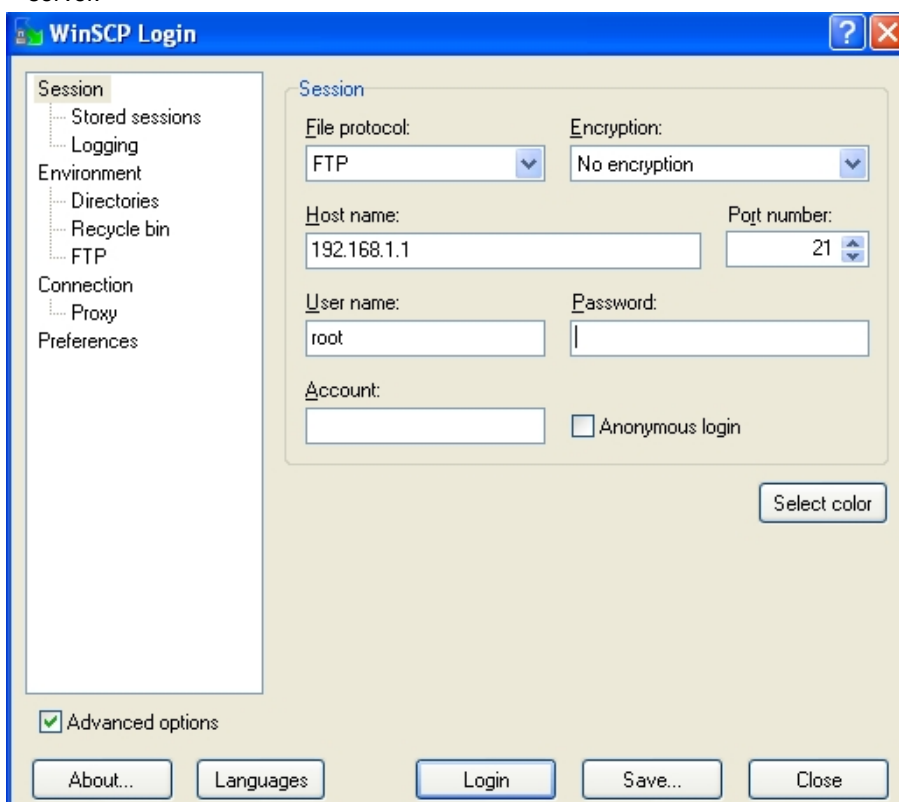 WinSCP Login
Session
Stored sessions
Logging
Environment
Directories
Recycle bin
FTP
Connection
Proxy
Preferences
Session
File protocol:
Encryption:
FTP
No encryption
Host name:
Port number:
192.168.1.1
21
User name:
Password:
root
Account:
Anonymous login
Select color
Advanced options
About...
Languages
Login
Save...
Close